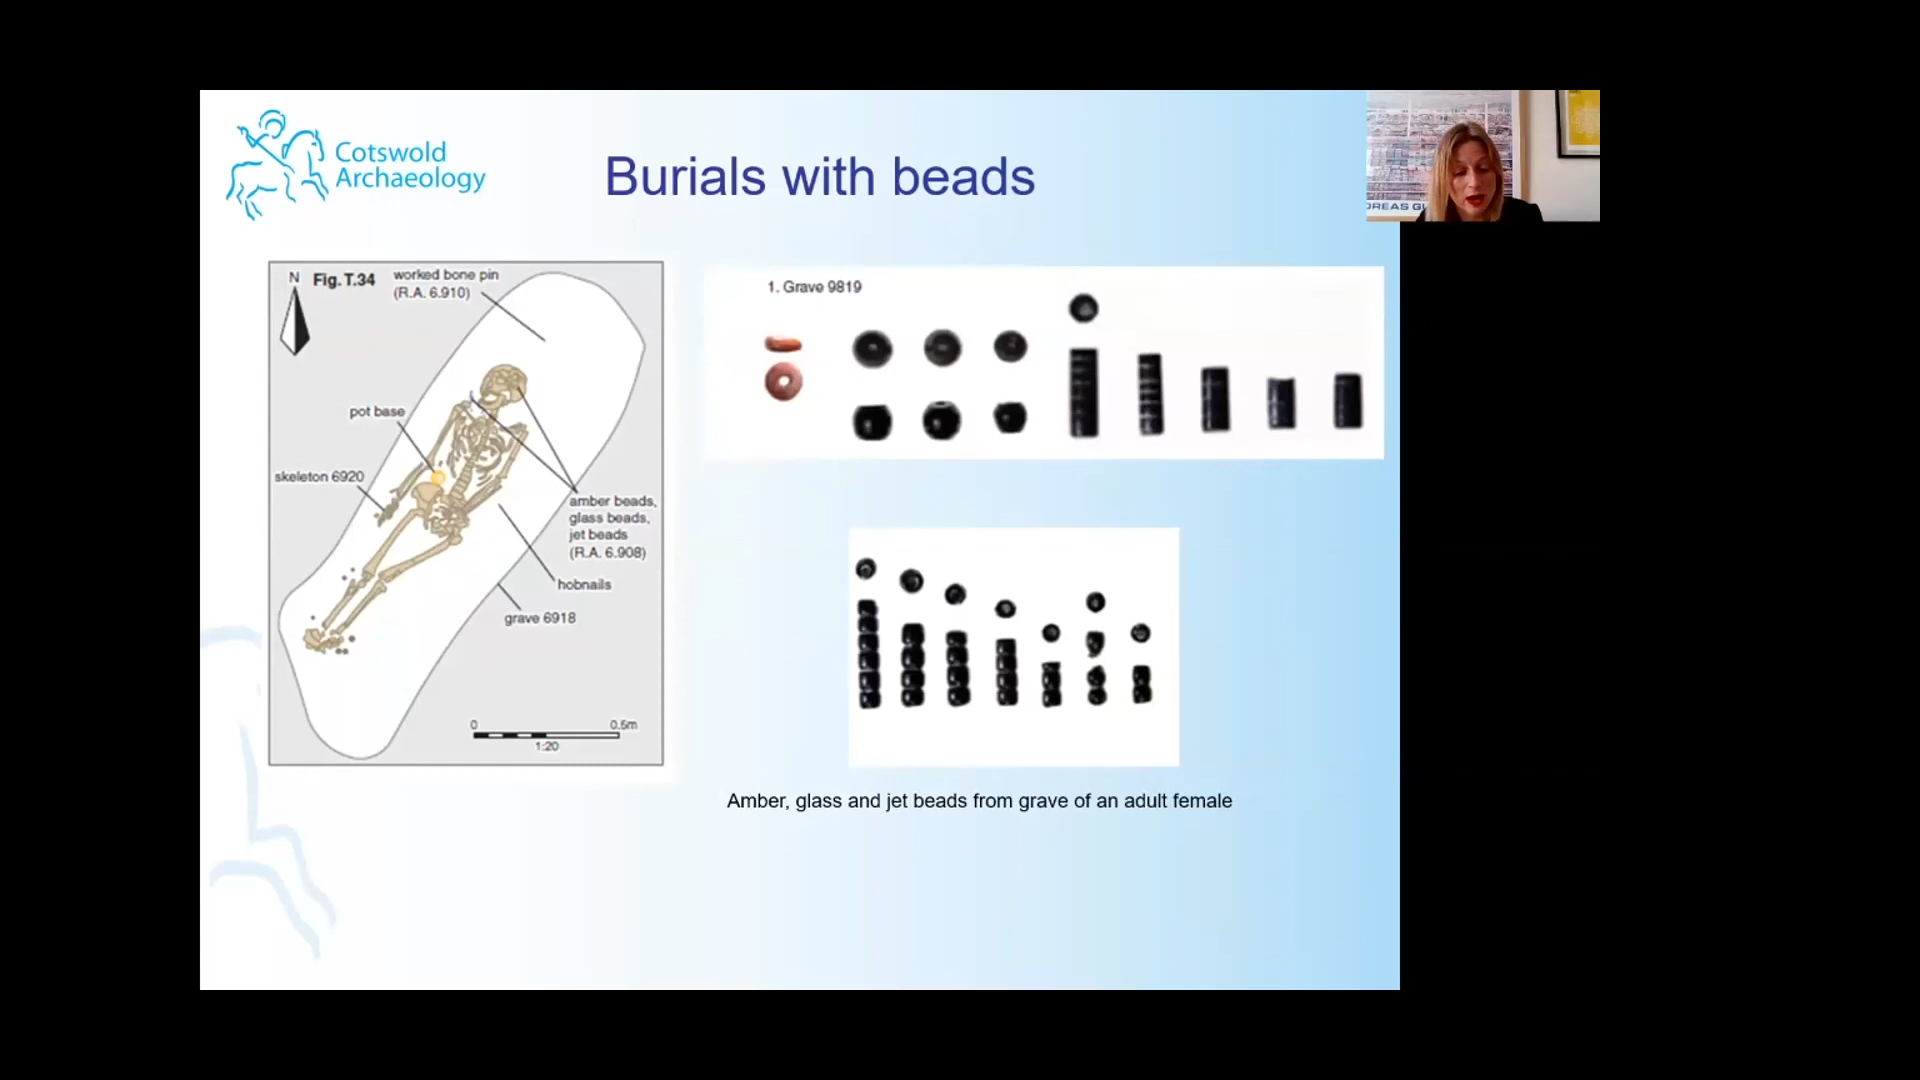 Cotswold
Archaeology
Burials with beads
N
Fig. T.34
worked bone pin
(R.A. 6.910)
pot base
skeleton 6920
amber beads,
glass beads,
jet beads
(R.A. 6.908)
hobnails
grave 6918
0
0.5m
1:20
1. Grave 9819
Amber, glass and jet beads from grave of an adult female
REAS GU